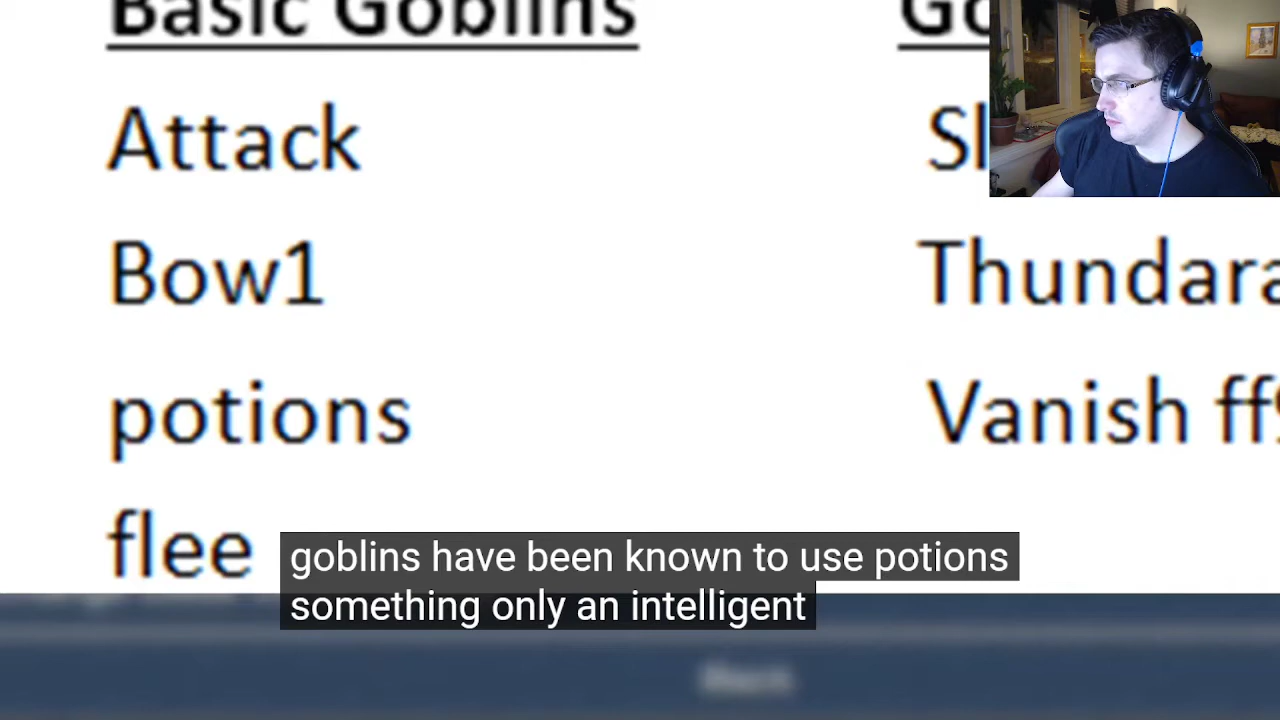 Basic Goblins
Attack
Bow1
potions
flee
Thundara
Vanish
goblins have been known to use potions
something only an intelligent